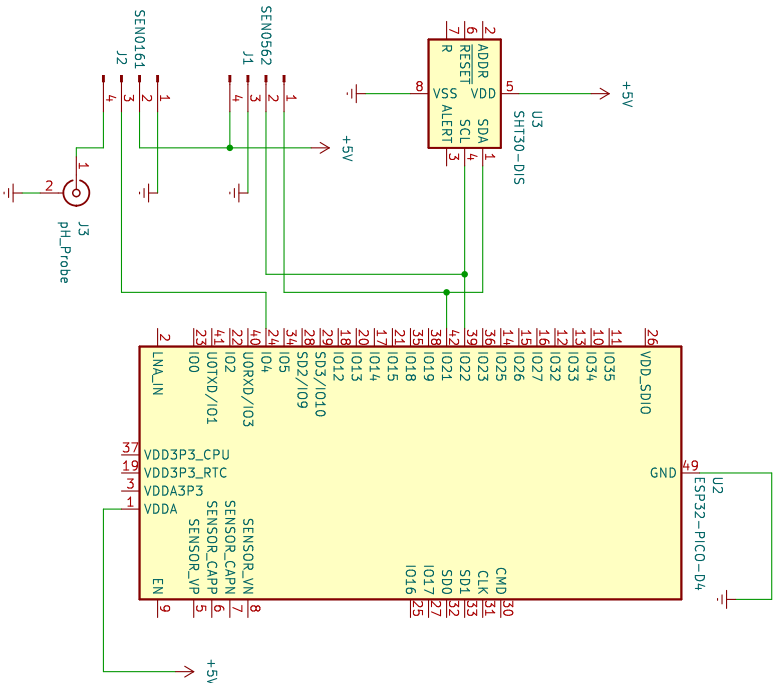 SEN0161
J2
1
2
3
4
SEN0562
J1
1
2
3
4
7
6
2
R
RESET
ADDR
8
VSS
VDD
5
ALERT
SCL
SDA
3
4
1
U3
SHT30-DIS
+5V
+5V
1
2
J3
pH_Probe
2
LNA_IN
23
IO0
41
U0TXD/IO1
22
IO2
40
U0RXD/IO3
24
IO4
34
IO5
28
SD2/IO9
29
SD3/IO10
18
IO12
20
IO13
17
IO14
21
IO15
35
IO18
38
IO19
42
IO21
39
IO22
36
IO23
14
IO25
15
IO26
16
IO27
12
IO32
13
IO33
10
IO34
11
IO35
26
VDD_SDIO
37
VDD3P3_CPU
19
VDD3P3_RTC
3
VDDA3P3
1
VDDA
GND
49
U2
ESP32-PICO-D4
EN
9
SENSOR_VP
5
SENSOR_CAPP
6
SENSOR_CAPN
7
SENSOR_VN
8
IO16
25
IO17
27
SD0
32
SD1
33
CLK
31
CMD
30
+5V